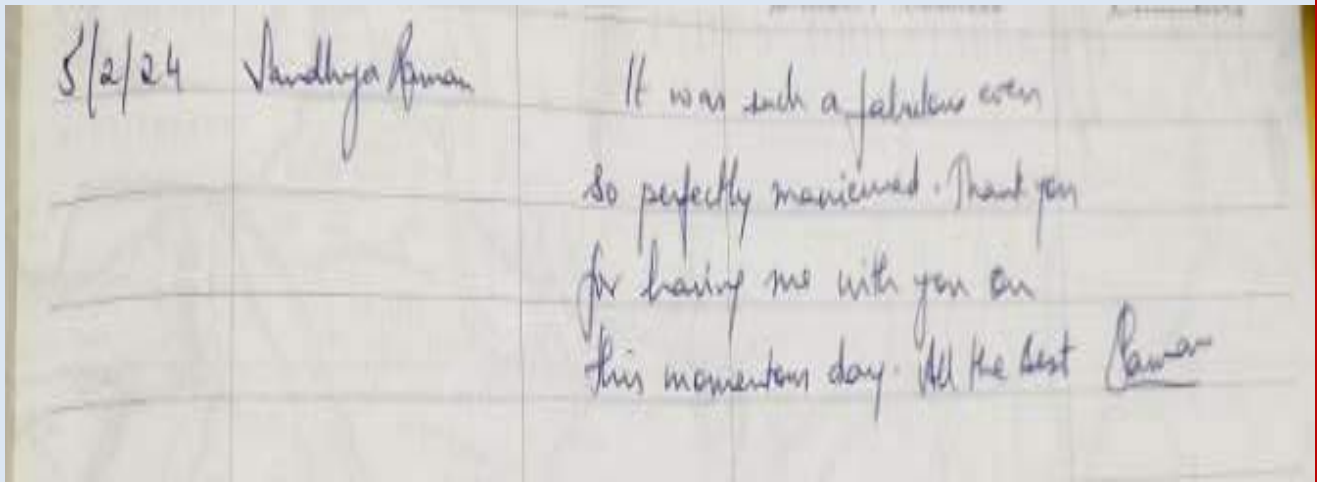 5/2/24 Sandhya Raman It was such a fabulous even
so perfectly manicured. Thank you
for having me with you on
this momentous day. All the best Raman